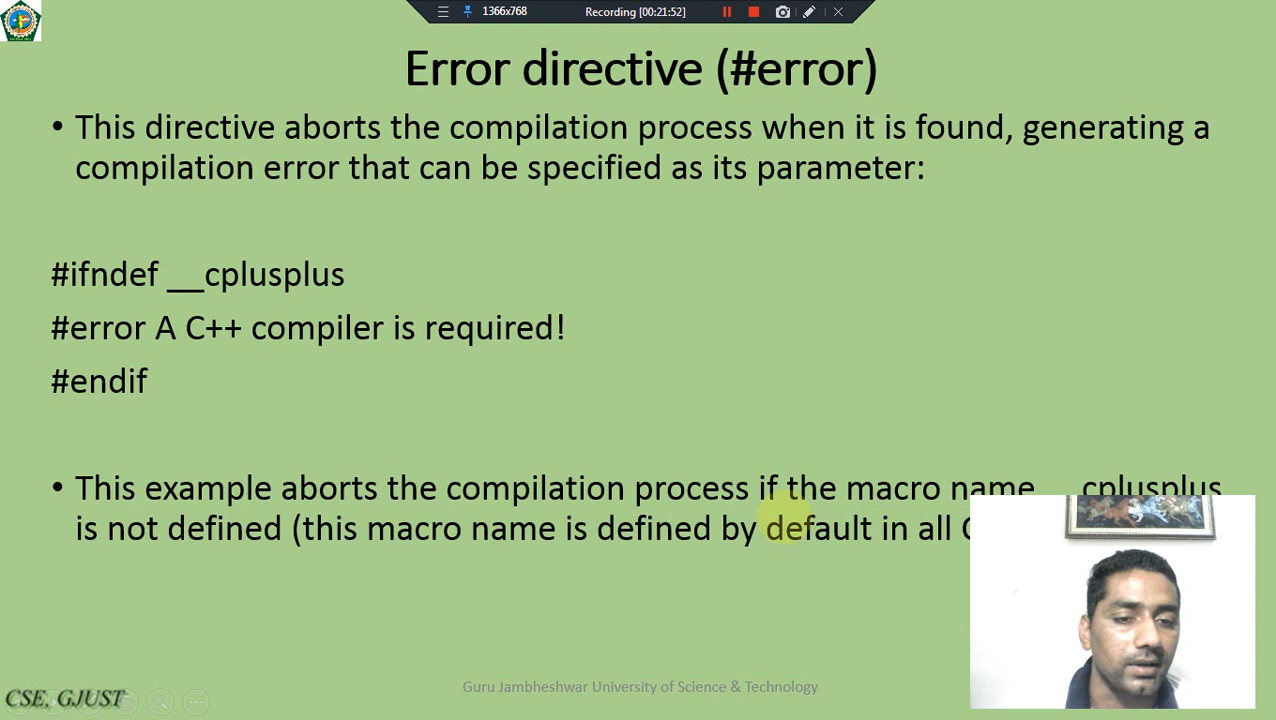 1366x768
Recording [00:21:52]
Error directive (#error)
• This directive aborts the compilation process when it is found, generating a
compilation error that can be specified as its parameter:
#ifndef __cplusplus
#error A C++ compiler is required!
#endif
• This example aborts the compilation process if the macro name __cplusplus
is not defined (this macro name is defined by default in all
Guru Jambheshwar University of Science & Technology
CSE, GJUST